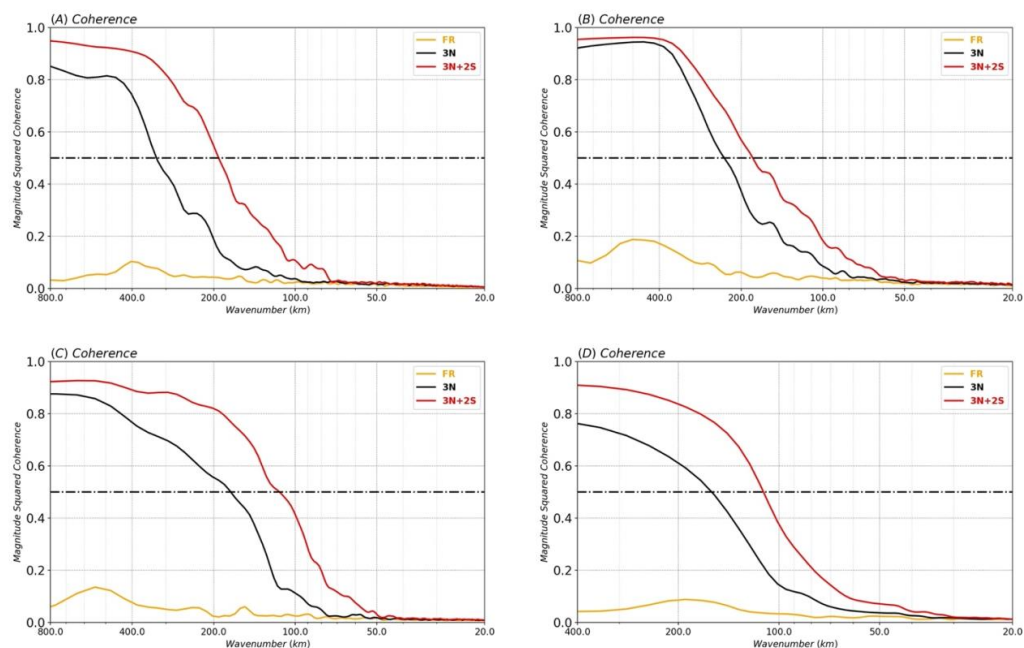 (A) Coherence
1.0
0.8
0.6
0.4
0.2
0.0
Magnitude Squared Coherence
FR
3N
3N+2S
800.0 400.0 200.0 100.0 50.0 20.0
Wavenumber (km)
(B) Coherence
1.0
0.8
0.6
0.4
0.2
0.0
Magnitude Squared Coherence
FR
3N
3N+2S
800.0 400.0 200.0 100.0 50.0 20.0
Wavenumber (km)
(C) Coherence
1.0
0.8
0.6
0.4
0.2
0.0
Magnitude Squared Coherence
FR
3N
3N+2S
800.0 400.0 200.0 100.0 50.0 20.0
Wavenumber (km)
(D) Coherence
1.0
0.8
0.6
0.4
0.2
0.0
Magnitude Squared Coherence
FR
3N
3N+2S
400.0 200.0 100.0 50.0 20.0
Wavenumber (km)